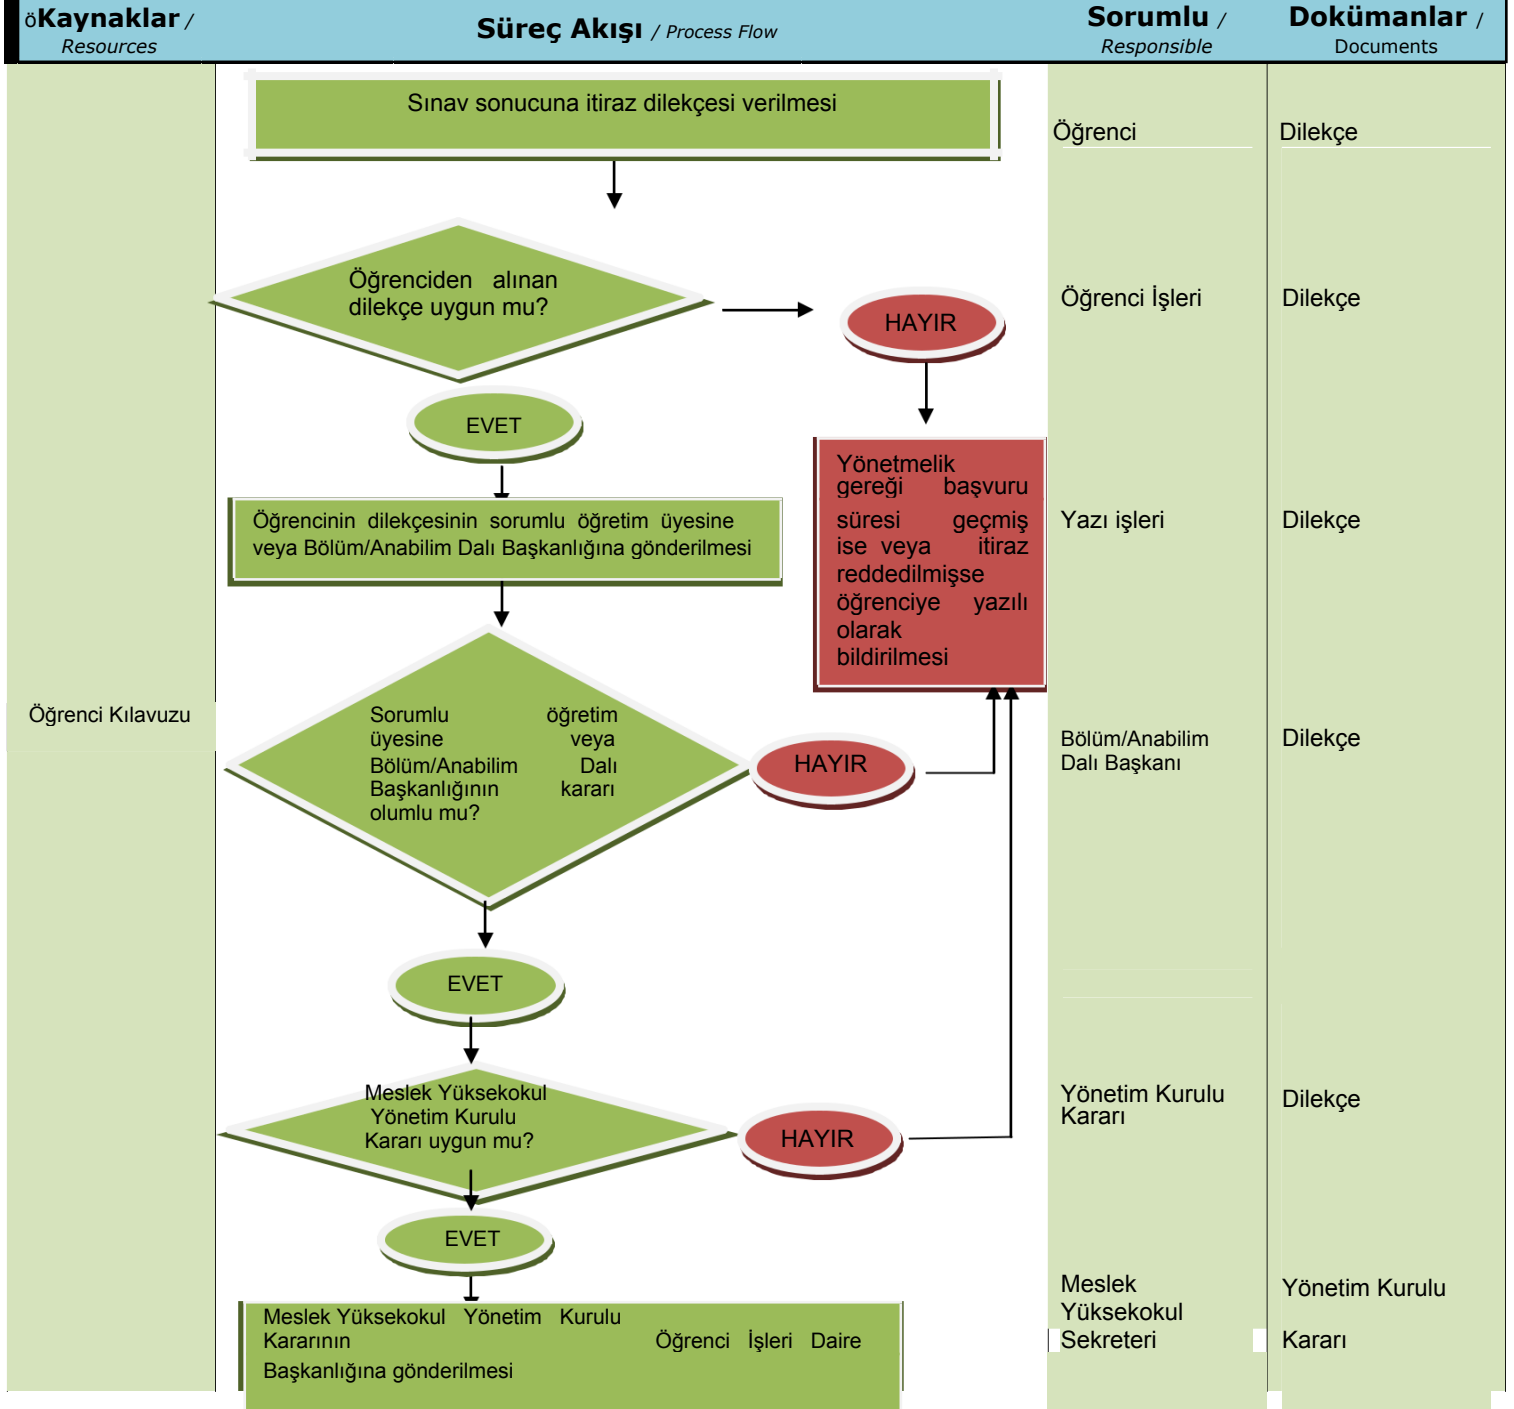 öKaynaklar /
Resources
Süreç Akışı / Process Flow
Sorumlu /
Responsible
Dokümanlar /
Documents
Sınav sonucuna itiraz dilekçesi verilmesi
Öğrenci
Dilekçe
Öğrenciden alınan
dilekçe uygun mu?
HAYIR
Öğrenci İşleri
Dilekçe
EVET
Yönetmelik
gereği başvuru
süresi geçmiş
ise veya itiraz
reddedilmişse
öğrenciye yazılı
olarak
bildirilmesi
Öğrencinin dilekçesinin sorumlu öğretim üyesine
veya Bölüm/Anabilim Dalı Başkanlığına gönderilmesi
Yazı işleri
Dilekçe
Öğrenci Kılavuzu
Sorumlu öğretim
üyesine veya
Bölüm/Anabilim Dalı
Başkanlığının kararı
olumlu mu?
HAYIR
Bölüm/Anabilim
Dalı Başkanı
Dilekçe
EVET
Meslek Yüksekokul
Yönetim Kurulu
Kararı uygun mu?
HAYIR
Yönetim Kurulu
Kararı
Dilekçe
EVET
Meslek Yüksekokul Yönetim Kurulu
Kararının Öğrenci İşleri Daire
Başkanlığına gönderilmesi
Meslek
Yüksekokul
Sekreteri
Yönetim Kurulu
Kararı